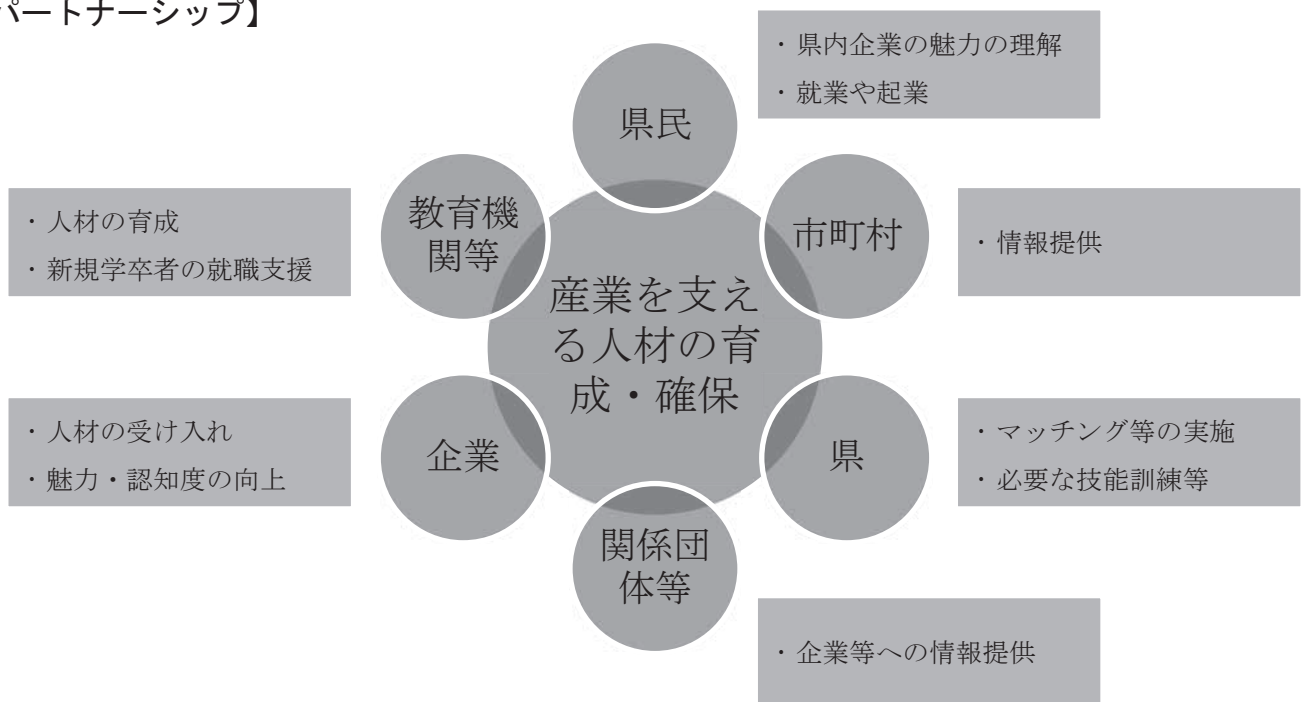 パートナーシップ】
・県内企業の魅力の理解
・就業や起業
県民
教育機
関等
・人材の育成
・新規学卒者の就職支援
市町村
・情報提供
産業を支え
る人材の育
成・確保
企業
・人材の受け入れ
・魅力・認知度の向上
県
・マッチング等の実施
・必要な技能訓練等
関係団
体等
・企業等への情報提供